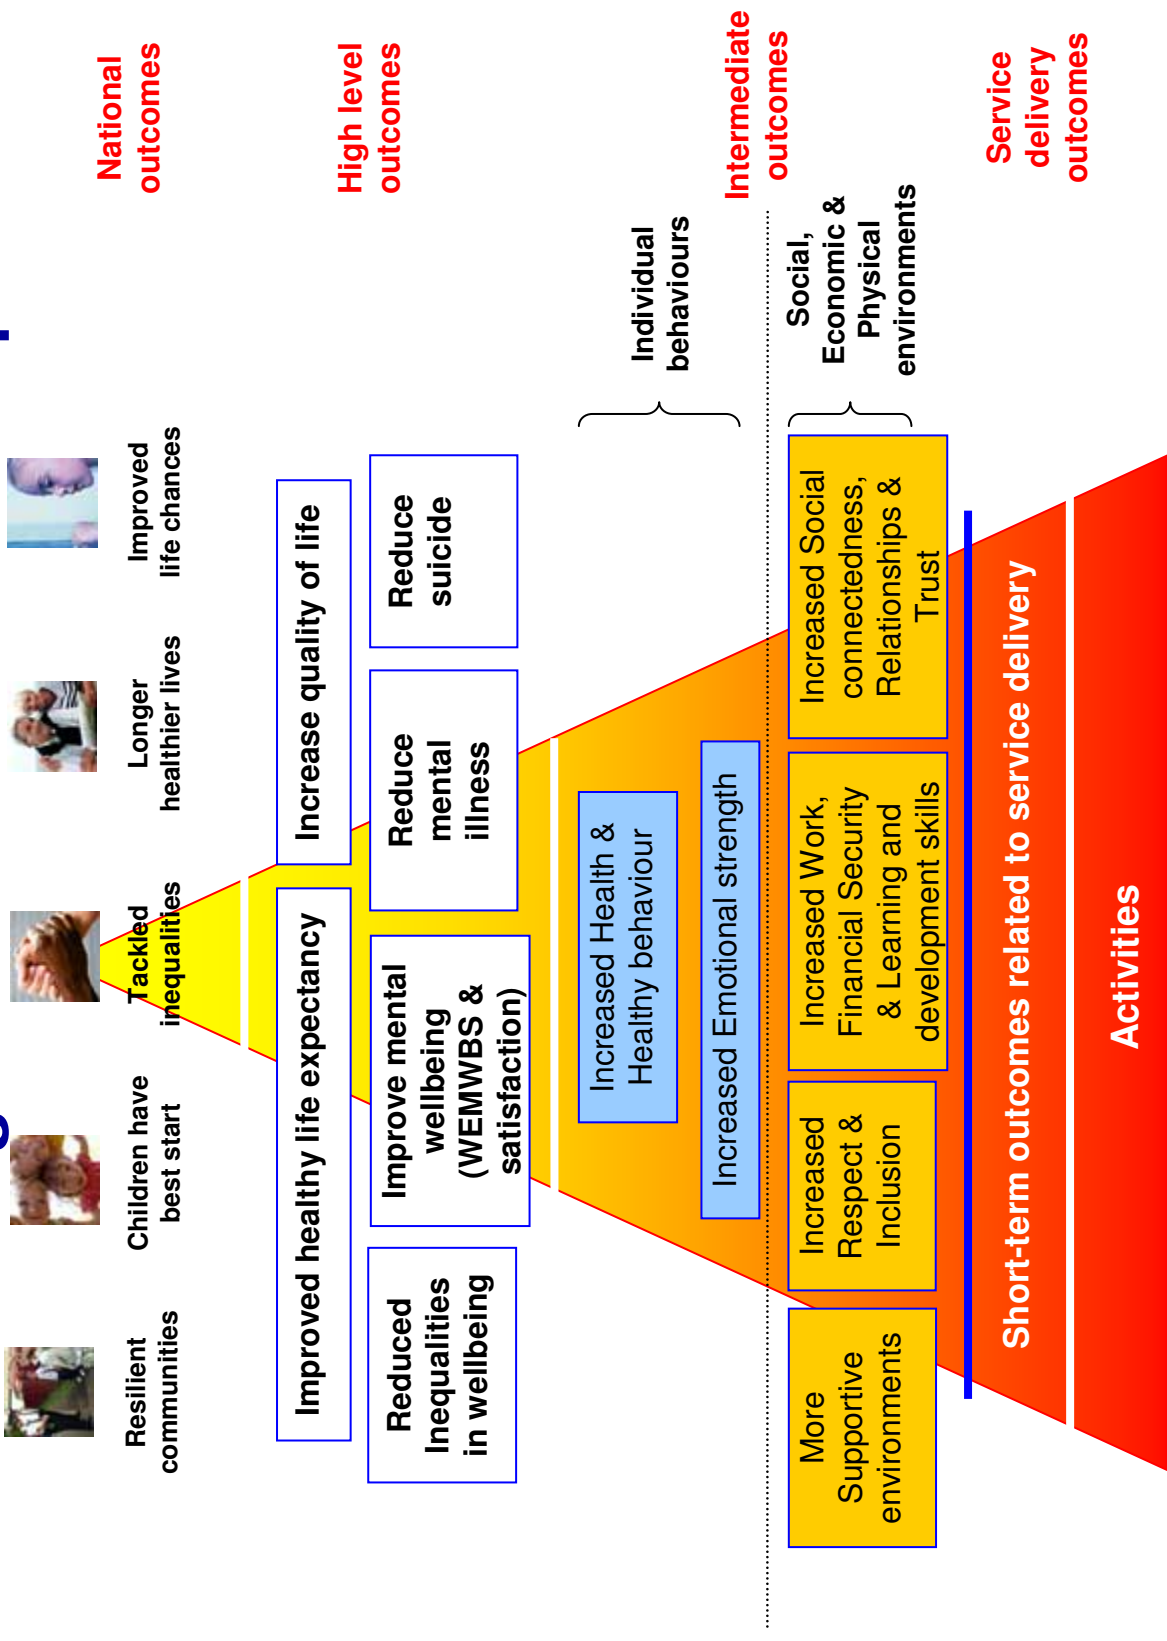 Resilient
communities
Children have
best start
Tackled
inequalities
Longer
healthier lives
Improved
life chances
National
outcomes
Improved healthy life expectancy
Increase quality of life
High level
outcomes
Reduced
Inequalities
in wellbeing
Improve mental
wellbeing
(WEMWBS &
satisfaction)
Reduce
mental
illness
Reduce
suicide
Increased Health &
Healthy behaviour
Increased Emotional strength
Individual
behaviours
Intermediate
outcomes
More
Supportive
environments
Increased
Respect &
Inclusion
Increased Work,
Financial Security
& Learning and
development skills
Increased Social
connectedness,
Relationships &
Trust
Social,
Economic &
Physical
environments
Short-term outcomes related to service delivery
Service
delivery
outcomes
Activities